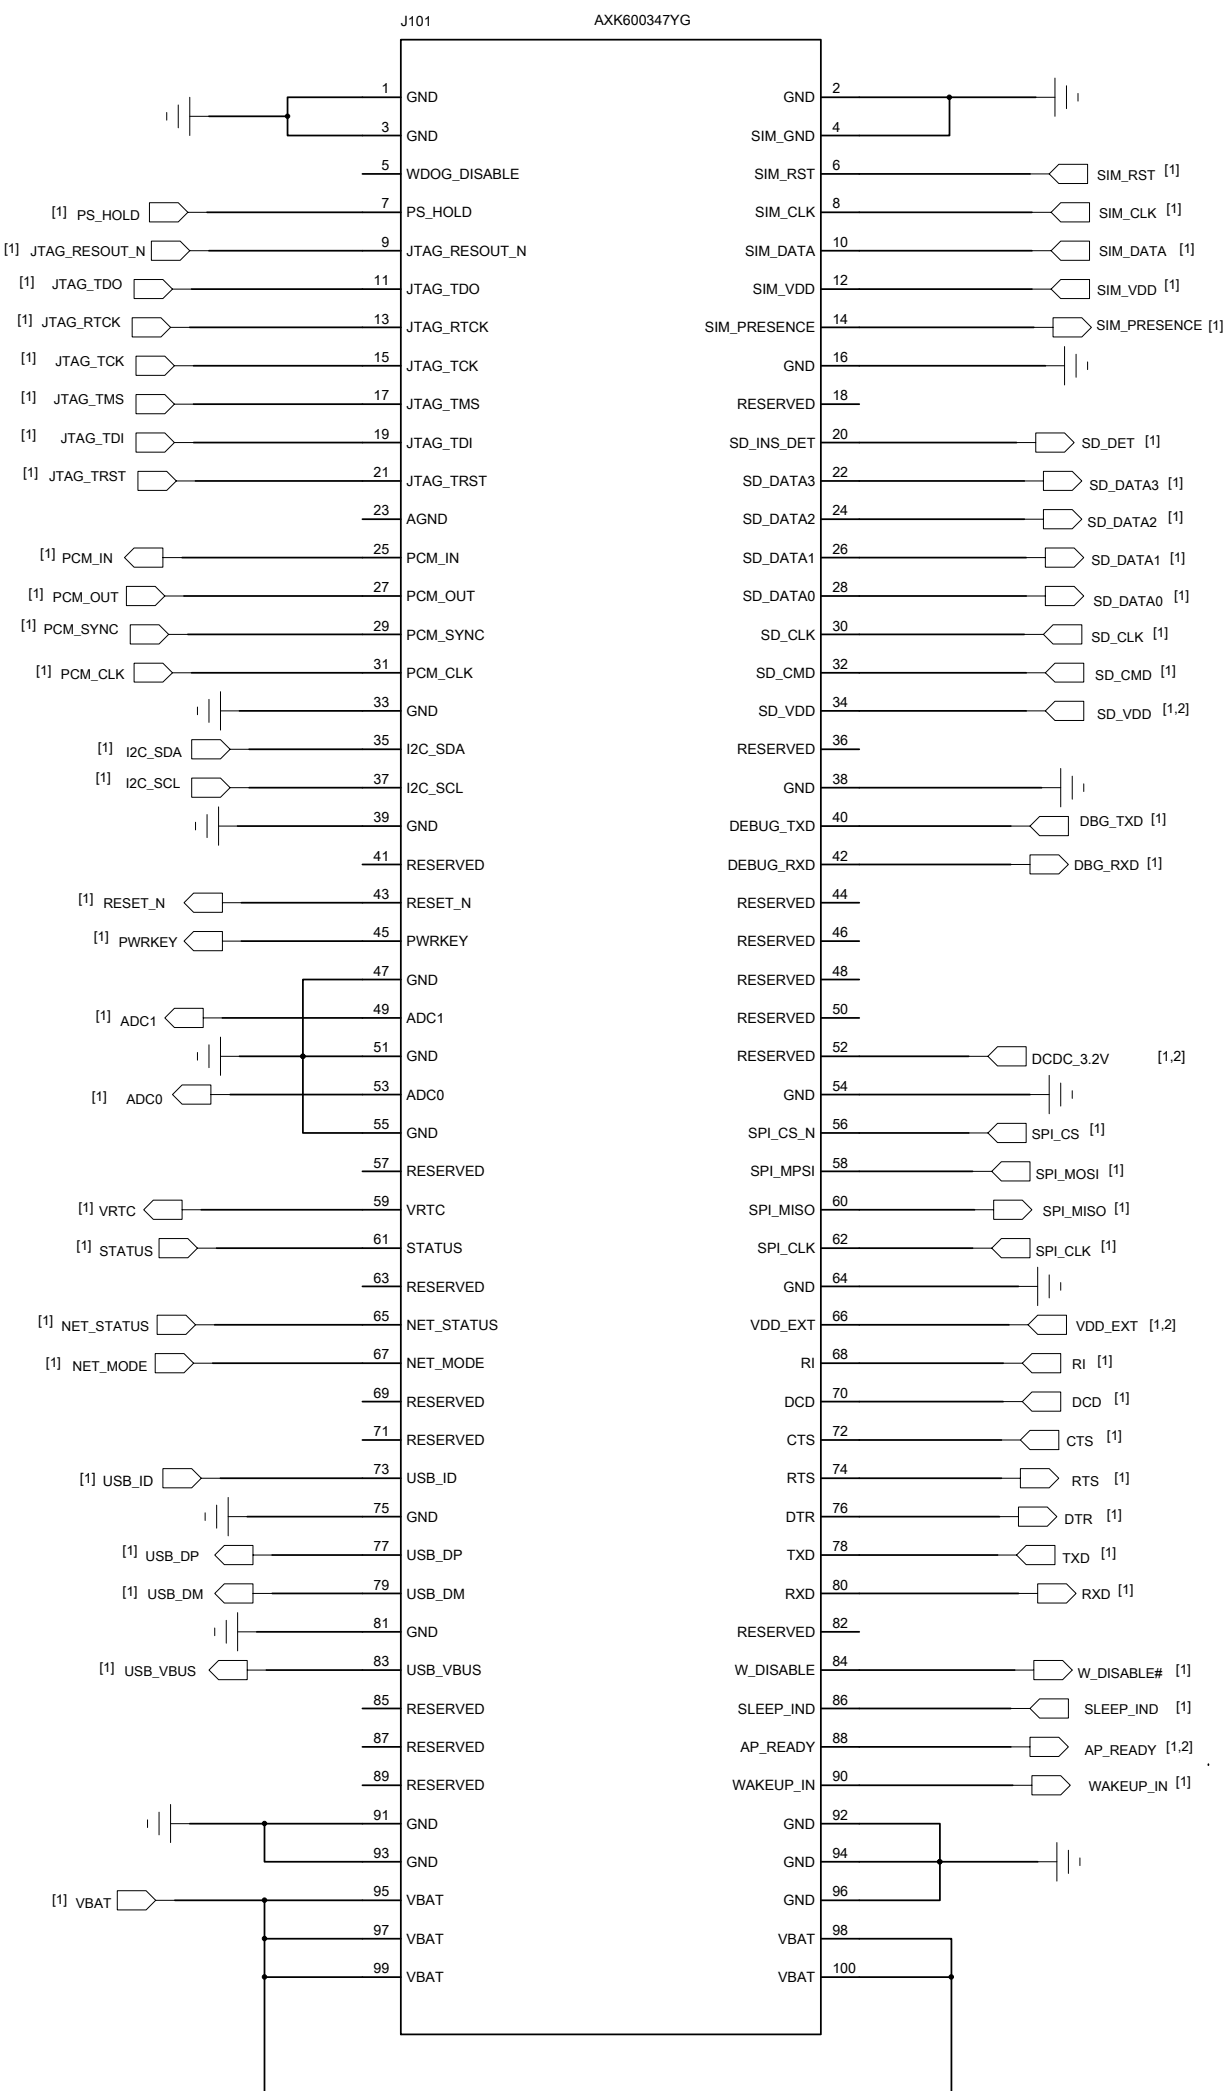 J101 AXK600347YG
1 GND GND 2
3 GND SIM_GND 4
5 WDOG_DISABLE SIM_RST 6 SIM_RST [1]
[1] PS_HOLD 7 PS_HOLD SIM_CLK 8 SIM_CLK [1]
[1] JTAG_RESOUT_N 9 JTAG_RESOUT_N SIM_DATA 10 SIM_DATA [1]
[1] JTAG_TDO 11 JTAG_TDO SIM_VDD 12 SIM_VDD [1]
[1] JTAG_RTCK 13 JTAG_RTCK SIM_PRESENCE 14 SIM_PRESENCE [1]
[1] JTAG_TCK 15 JTAG_TCK GND 16
[1] JTAG_TMS 17 JTAG_TMS RESERVED 18
[1] JTAG_TDI 19 JTAG_TDI SD_INS_DET 20 SD_DET [1]
[1] JTAG_TRST 21 JTAG_TRST SD_DATA3 22 SD_DATA3 [1]
23 AGND SD_DATA2 24 SD_DATA2 [1]
[1] PCM_IN 25 PCM_IN SD_DATA1 26 SD_DATA1 [1]
[1] PCM_OUT 27 PCM_OUT SD_DATA0 28 SD_DATA0 [1]
[1] PCM_SYNC 29 PCM_SYNC SD_CLK 30 SD_CLK [1]
[1] PCM_CLK 31 PCM_CLK SD_CMD 32 SD_CMD [1]
33 GND SD_VDD 34 SD_VDD [1,2]
[1] I2C_SDA 35 I2C_SDA RESERVED 36
[1] I2C_SCL 37 I2C_SCL GND 38
39 GND DEBUG_TXD 40 DBG_TXD [1]
41 RESERVED DEBUG_RXD 42 DBG_RXD [1]
[1] RESET_N 43 RESET_N RESERVED 44
[1] PWRKEY 45 PWRKEY RESERVED 46
47 GND RESERVED 48
[1] ADC1 49 ADC1 RESERVED 50
51 GND RESERVED 52 DCDC_3.2V [1,2]
[1] ADC0 53 ADC0 GND 54
55 GND SPI_CS_N 56 SPI_CS [1]
57 RESERVED SPI_MPSI 58 SPI_MOSI [1]
[1] VRTC 59 VRTC SPI_MISO 60 SPI_MISO [1]
[1] STATUS 61 STATUS SPI_CLK 62 SPI_CLK [1]
63 RESERVED GND 64
[1] NET_STATUS 65 NET_STATUS VDD_EXT 66 VDD_EXT [1,2]
[1] NET_MODE 67 NET_MODE RI 68 RI [1]
69 RESERVED DCD 70 DCD [1]
71 RESERVED CTS 72 CTS [1]
[1] USB_ID 73 USB_ID RTS 74 RTS [1]
75 GND DTR 76 DTR [1]
[1] USB_DP 77 USB_DP TXD 78 TXD [1]
[1] USB_DM 79 USB_DM RXD 80 RXD [1]
81 GND RESERVED 82
[1] USB_VBUS 83 USB_VBUS W_DISABLE 84 W_DISABLE# [1]
85 RESERVED SLEEP_IND 86 SLEEP_IND [1]
87 RESERVED AP_READY 88 AP_READY [1,2]
89 RESERVED WAKEUP_IN 90 WAKEUP_IN [1]
91 GND GND 92
93 GND GND 94
[1] VBAT 95 VBAT GND 96
97 VBAT VBAT 98
99 VBAT VBAT 100